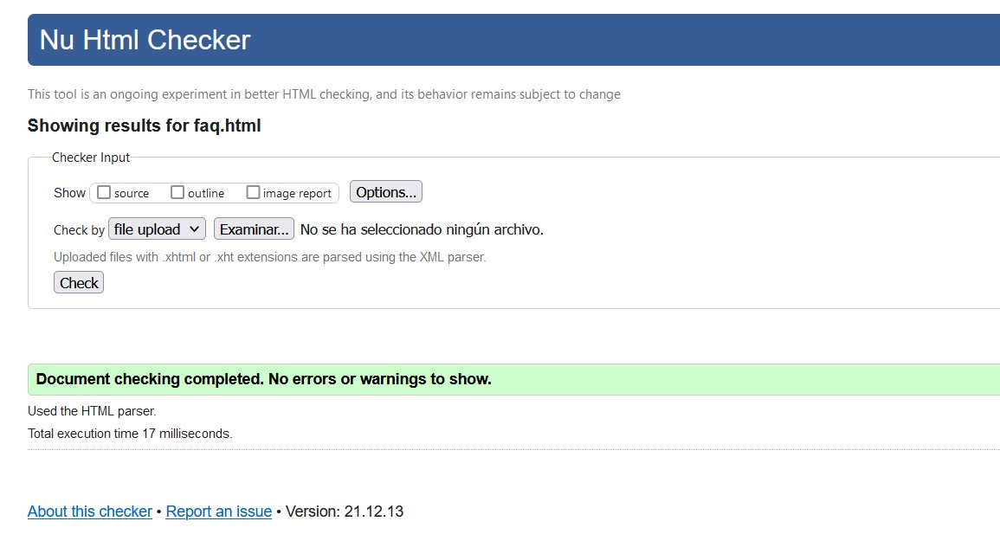 Nu Html Checker
This tool is an ongoing experiment in better HTML checking, and its behavior remains subject to change
Showing results for faq.html
Checker Input
Show source outline image report Options...
Check by file upload Examinar... No se ha seleccionado ningún archivo.
Uploaded files with .xhtml or .xht extensions are parsed using the XML parser.
Check
Document checking completed. No errors or warnings to show.
Used the HTML parser.
Total execution time 17 milliseconds.
About this checker • Report an issue • Version: 21.12.13